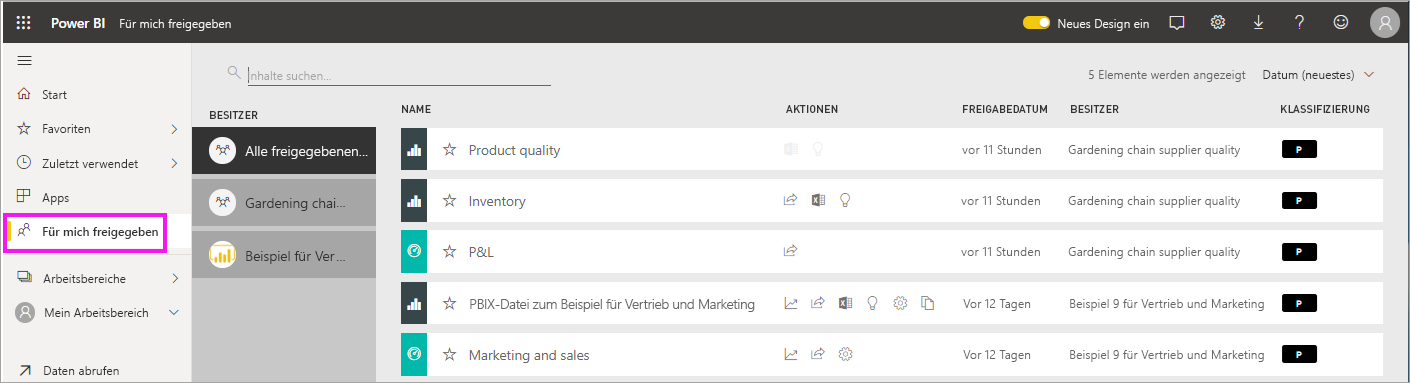 Power BI Für mich freigegeben Neues Design ein
Inhalte suchen... 5 Elemente werden angezeigt Datum (neuestes)
Start
Favoriten
Zuletzt verwendet
Apps
Für mich freigegeben
Arbeitsbereiche
Mein Arbeitsbereich
Daten abrufen
BESITZER
Alle freigegebenen...
Gardening chai...
Beispiel für Ver...
NAME AKTIONEN FREIGABEDATUM BESITZER KLASSIFIZIERUNG
Product quality vor 11 Stunden Gardening chain supplier quality P
Inventory vor 11 Stunden Gardening chain supplier quality P
P&L vor 11 Stunden Gardening chain supplier quality P
PBIX-Datei zum Beispiel für Vertrieb und Marketing Vor 12 Tagen Beispiel 9 für Vertrieb und Marketing P
Marketing and sales Vor 12 Tagen Beispiel 9 für Vertrieb und Marketing P